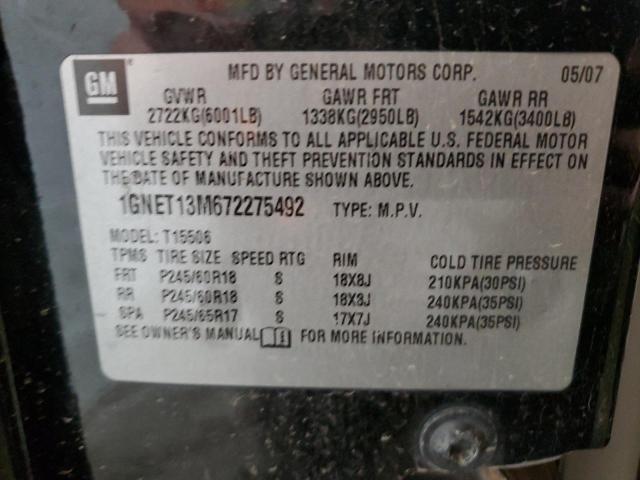 GM
MFD BY GENERAL MOTORS CORP. 05/07
GVWR GAWR FRT GAWR RR
2722KG(6001LB) 1338KG(2950LB) 1542KG(3400LB)
THIS VEHICLE CONFORMS TO ALL APPLICABLE U.S. FEDERAL MOTOR
VEHICLE SAFETY AND THEFT PREVENTION STANDARDS IN EFFECT ON
THE DATE OF MANUFACTURE SHOWN ABOVE.
1GNET13M672275492 TYPE: M.P.V.
MODEL: T15506
TPMS TIRE SIZE SPEED RTG RIM COLD TIRE PRESSURE
FRT P245/60R18 S 18X8J 210KPA(30PSI)
RR P245/60R18 S 18X8J 240KPA(35PSI)
SPA P245/65R17 S 17X7J 240KPA(35PSI)
SEE OWNER'S MANUAL FOR MORE INFORMATION.